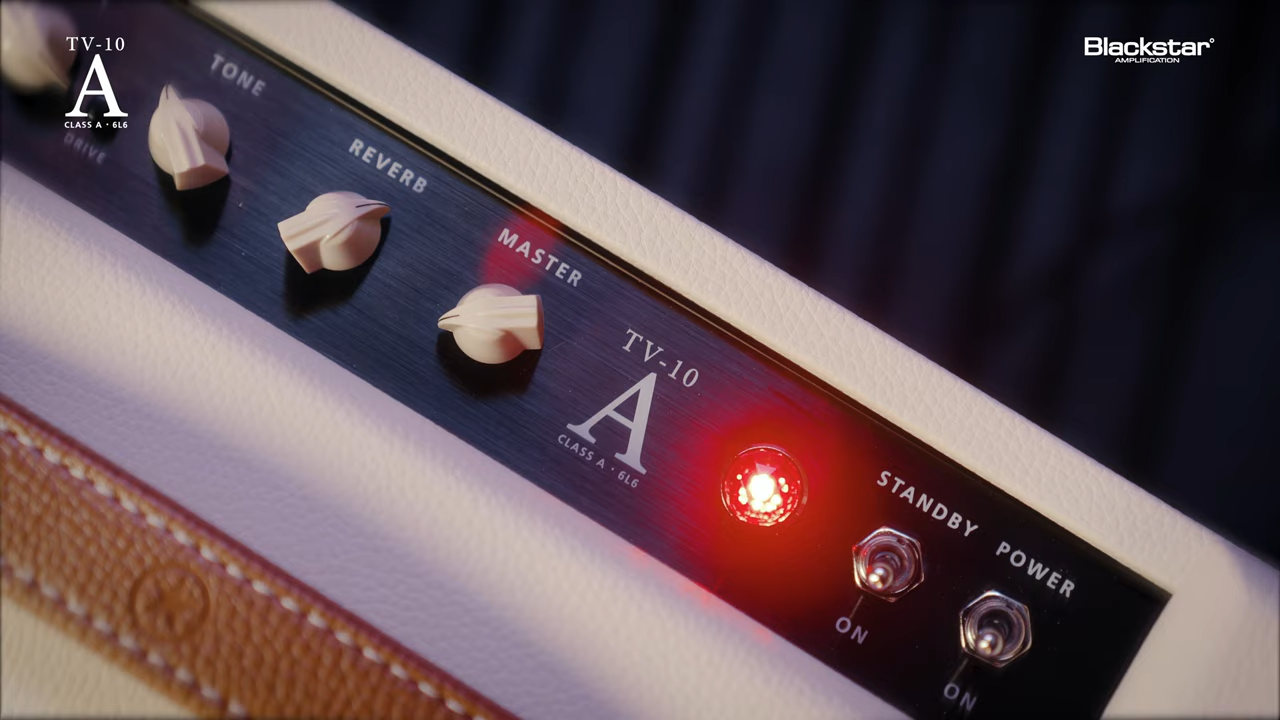 TV-10
A
CLASS A · 6L6
Blackstar
AMPLIFICATION
TONE
DRIVE
REVERB
MASTER
TV-10
A
CLASS A · 6L6
STANDBY
POWER
ON
ON